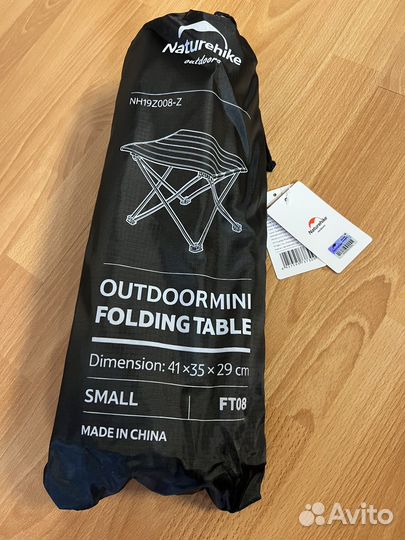 Naturehike
outdoors
NH19Z008-Z
Naturehike
OUTDOORMINI
FOLDING TABLE
Dimension: 41×35×29 cm
SMALL FT08
MADE IN CHINA
Avito